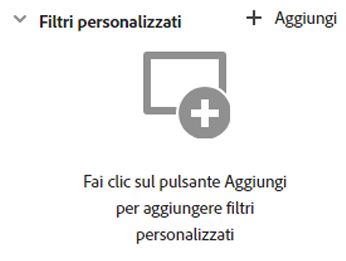 Filtri personalizzati
Aggiungi
Fai clic sul pulsante Aggiungi
per aggiungere filtri
personalizzati